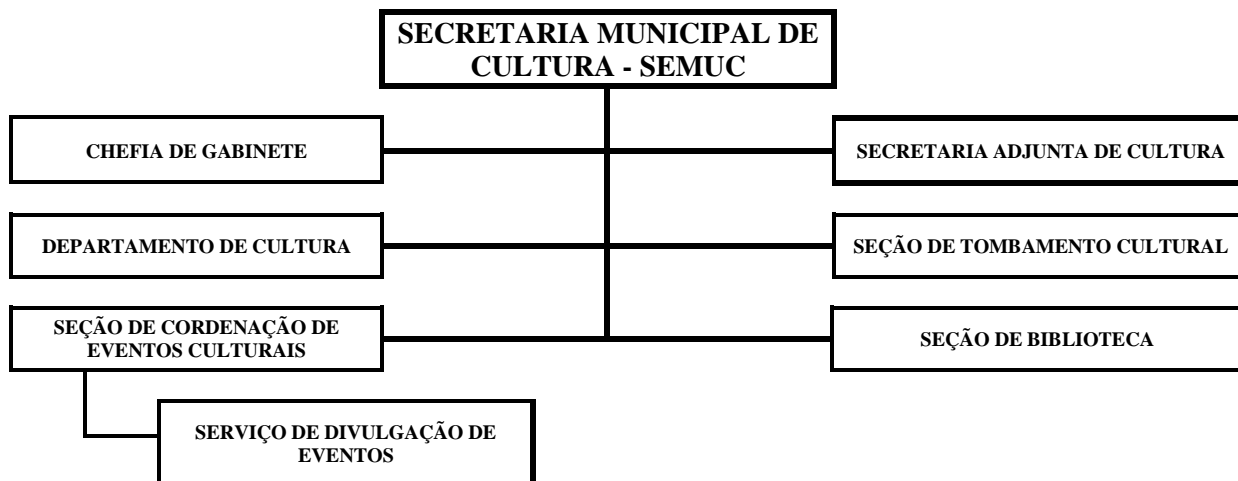 SECRETARIA MUNICIPAL DE
CULTURA - SEMUC
CHEFIA DE GABINETE
SECRETARIA ADJUNTA DE CULTURA
DEPARTAMENTO DE CULTURA
SEÇÃO DE TOMBAMENTO CULTURAL
SEÇÃO DE CORDENAÇÃO DE
EVENTOS CULTURAIS
SEÇÃO DE BIBLIOTECA
SERVIÇO DE DIVULGAÇÃO DE
EVENTOS